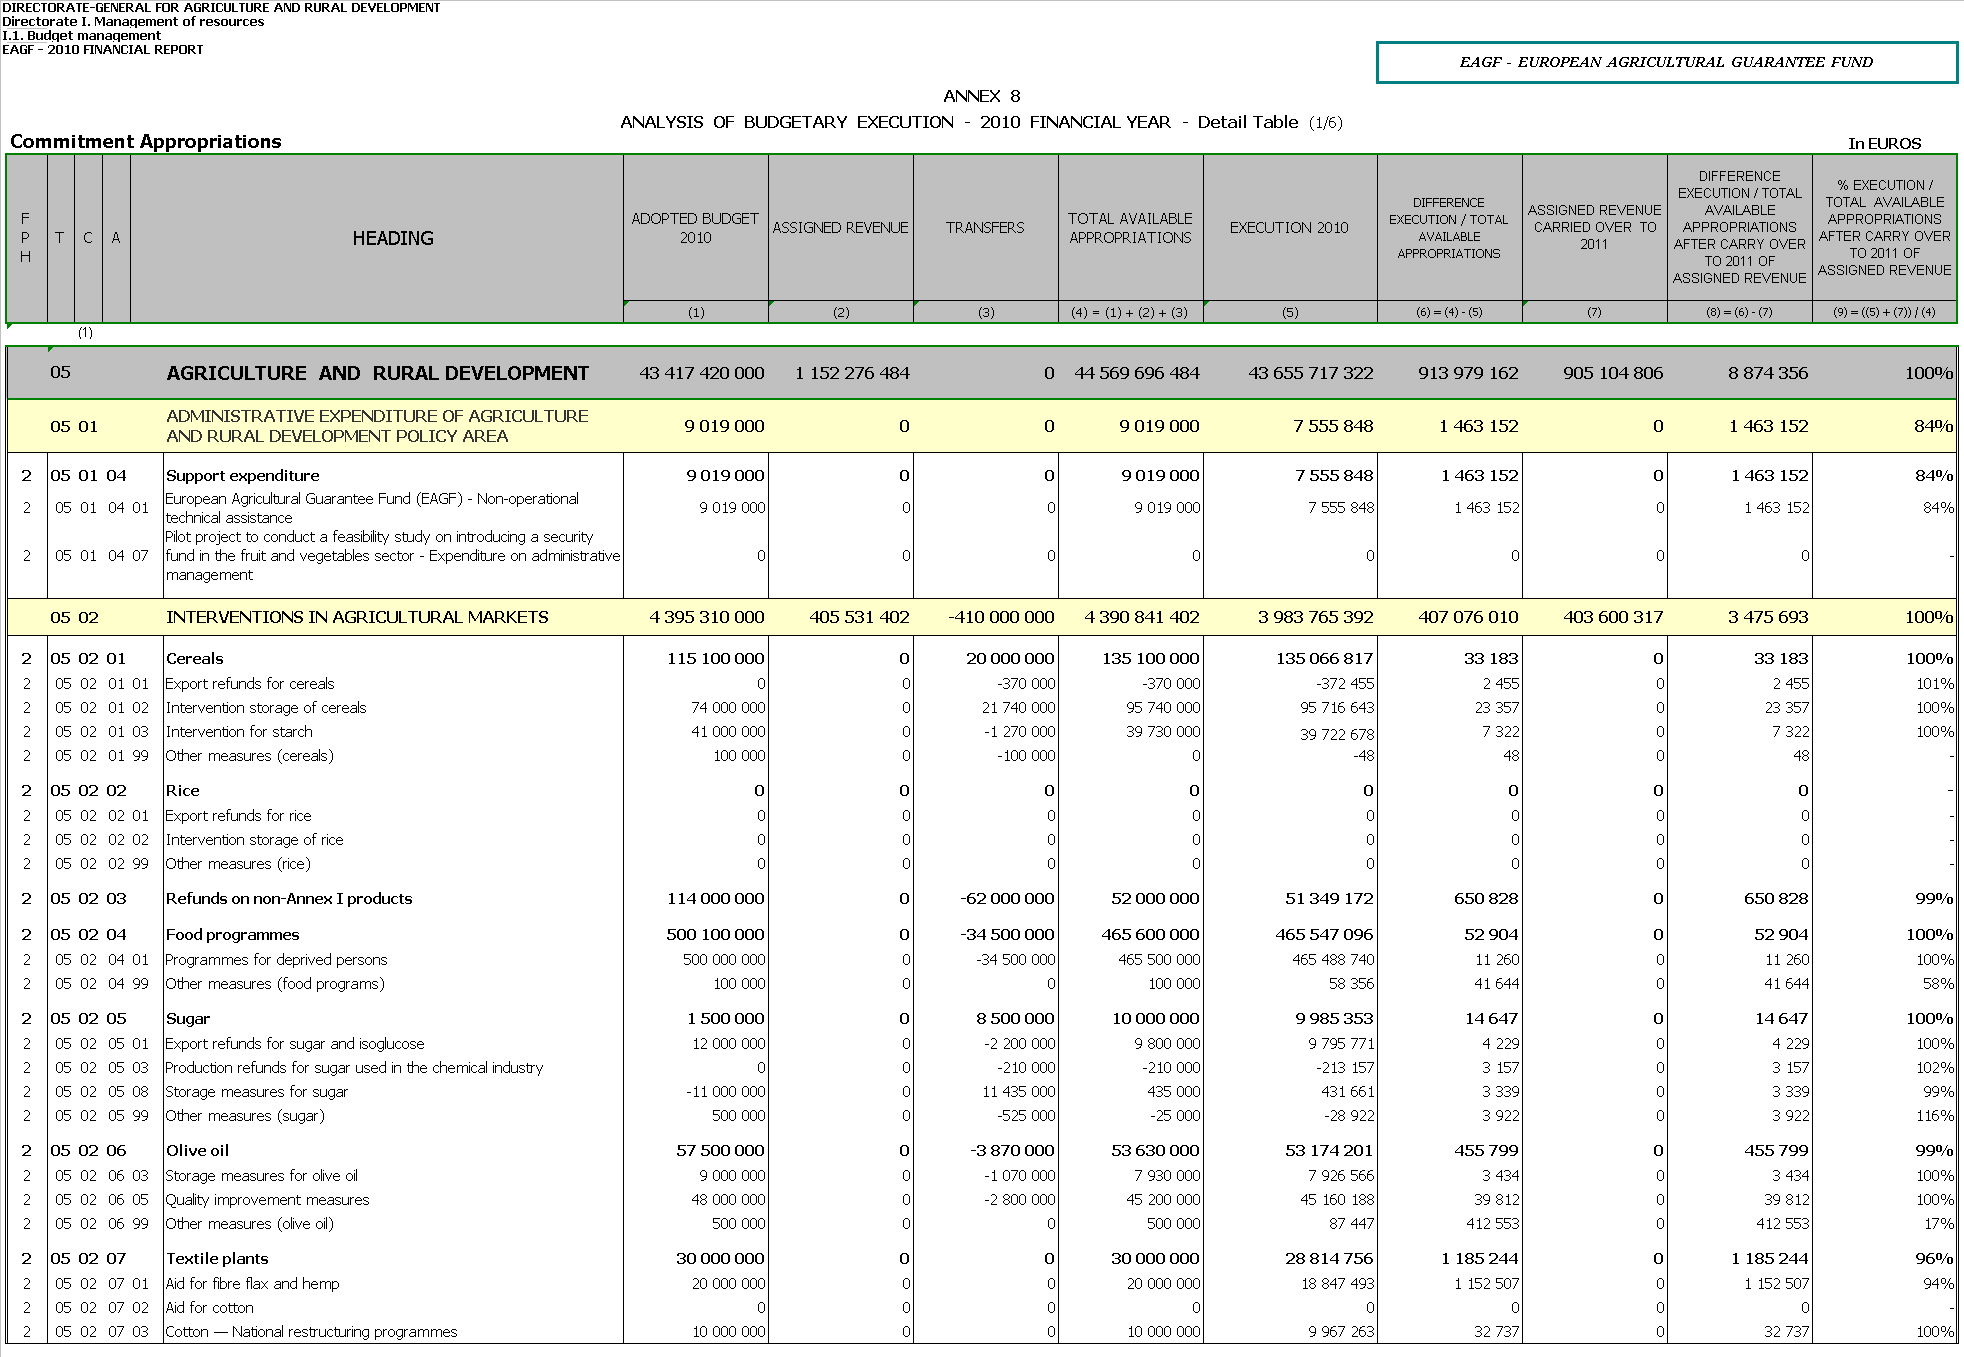 DIRECTORATE-GENERAL FOR AGRICULTURE AND RURAL DEVELOPMENT
Directorate I. Management of resources
I.1. Budget management
EAGF - 2010 FINANCIAL REPORT
EAGF - EUROPEAN AGRICULTURAL GUARANTEE FUND
ANNEX 8
ANALYSIS OF BUDGETARY EXECUTION - 2010 FINANCIAL YEAR - Detail Table (1/6)
Commitment Appropriations In EUROS
F P H T C A HEADING ADOPTED BUDGET 2010 ASSIGNED REVENUE TRANSFERS TOTAL AVAILABLE APPROPRIATIONS EXECUTION 2010 DIFFERENCE EXECUTION / TOTAL AVAILABLE APPROPRIATIONS ASSIGNED REVENUE CARRIED OVER TO 2011 DIFFERENCE EXECUTION / TOTAL AVAILABLE APPROPRIATIONS AFTER CARRY OVER TO 2011 OF ASSIGNED REVENUE % EXECUTION / TOTAL AVAILABLE APPROPRIATIONS AFTER CARRY OVER TO 2011 OF ASSIGNED REVENUE
(1) (2) (3) (4) = (1) + (2) + (3) (5) (6) = (4) - (5) (7) (8) = (6) - (7) (9) = ((5) + (7)) / (4)
(1)
05 AGRICULTURE AND RURAL DEVELOPMENT 43 417 420 000 1 152 276 484 0 44 569 696 484 43 655 717 322 913 979 162 905 104 806 8 874 356 100%
05 01 ADMINISTRATIVE EXPENDITURE OF AGRICULTURE AND RURAL DEVELOPMENT POLICY AREA 9 019 000 0 0 9 019 000 7 555 848 1 463 152 0 1 463 152 84%
2 05 01 04 Support expenditure 9 019 000 0 0 9 019 000 7 555 848 1 463 152 0 1 463 152 84%
2 05 01 04 01 European Agricultural Guarantee Fund (EAGF) - Non-operational technical assistance 9 019 000 0 0 9 019 000 7 555 848 1 463 152 0 1 463 152 84%
2 05 01 04 07 Pilot project to conduct a feasibility study on introducing a security fund in the fruit and vegetables sector - Expenditure on administrative management 0 0 0 0 0 0 0 0 -
05 02 INTERVENTIONS IN AGRICULTURAL MARKETS 4 395 310 000 405 531 402 -410 000 000 4 390 841 402 3 983 765 392 407 076 010 403 600 317 3 475 693 100%
2 05 02 01 Cereals 115 100 000 0 20 000 000 135 100 000 135 066 817 33 183 0 33 183 100%
2 05 02 01 01 Export refunds for cereals 0 0 -370 000 -370 000 -372 455 2 455 0 2 455 101%
2 05 02 01 02 Intervention storage of cereals 74 000 000 0 21 740 000 95 740 000 95 716 643 23 357 0 23 357 100%
2 05 02 01 03 Intervention for starch 41 000 000 0 -1 270 000 39 730 000 39 722 678 7 322 0 7 322 100%
2 05 02 01 99 Other measures (cereals) 100 000 0 -100 000 0 -48 48 0 48 -
2 05 02 02 Rice 0 0 0 0 0 0 0 0 -
2 05 02 02 01 Export refunds for rice 0 0 0 0 0 0 0 0 -
2 05 02 02 02 Intervention storage of rice 0 0 0 0 0 0 0 0 -
2 05 02 02 99 Other measures (rice) 0 0 0 0 0 0 0 0 -
2 05 02 03 Refunds on non-Annex I products 114 000 000 0 -62 000 000 52 000 000 51 349 172 650 828 0 650 828 99%
2 05 02 04 Food programmes 500 100 000 0 -34 500 000 465 600 000 465 547 096 52 904 0 52 904 100%
2 05 02 04 01 Programmes for deprived persons 500 000 000 0 -34 500 000 465 500 000 465 488 740 11 260 0 11 260 100%
2 05 02 04 99 Other measures (food programs) 100 000 0 0 100 000 58 356 41 644 0 41 644 58%
2 05 02 05 Sugar 1 500 000 0 8 500 000 10 000 000 9 985 353 14 647 0 14 647 100%
2 05 02 05 01 Export refunds for sugar and isoglucose 12 000 000 0 -2 200 000 9 800 000 9 795 771 4 229 0 4 229 100%
2 05 02 05 03 Production refunds for sugar used in the chemical industry 0 0 -210 000 -210 000 -213 157 3 157 0 3 157 102%
2 05 02 05 08 Storage measures for sugar -11 000 000 0 11 435 000 435 000 431 661 3 339 0 3 339 99%
2 05 02 05 99 Other measures (sugar) 500 000 0 -525 000 -25 000 -28 922 3 922 0 3 922 116%
2 05 02 06 Olive oil 57 500 000 0 -3 870 000 53 630 000 53 174 201 455 799 0 455 799 99%
2 05 02 06 03 Storage measures for olive oil 9 000 000 0 -1 070 000 7 930 000 7 926 566 3 434 0 3 434 100%
2 05 02 06 05 Quality improvement measures 48 000 000 0 -2 800 000 45 200 000 45 160 188 39 812 0 39 812 100%
2 05 02 06 99 Other measures (olive oil) 500 000 0 0 500 000 87 447 412 553 0 412 553 17%
2 05 02 07 Textile plants 30 000 000 0 0 30 000 000 28 814 756 1 185 244 0 1 185 244 96%
2 05 02 07 01 Aid for fibre flax and hemp 20 000 000 0 0 20 000 000 18 847 493 1 152 507 0 1 152 507 94%
2 05 02 07 02 Aid for cotton 0 0 0 0 0 0 0 0 -
2 05 02 07 03 Cotton — National restructuring programmes 10 000 000 0 0 10 000 000 9 967 263 32 737 0 32 737 100%